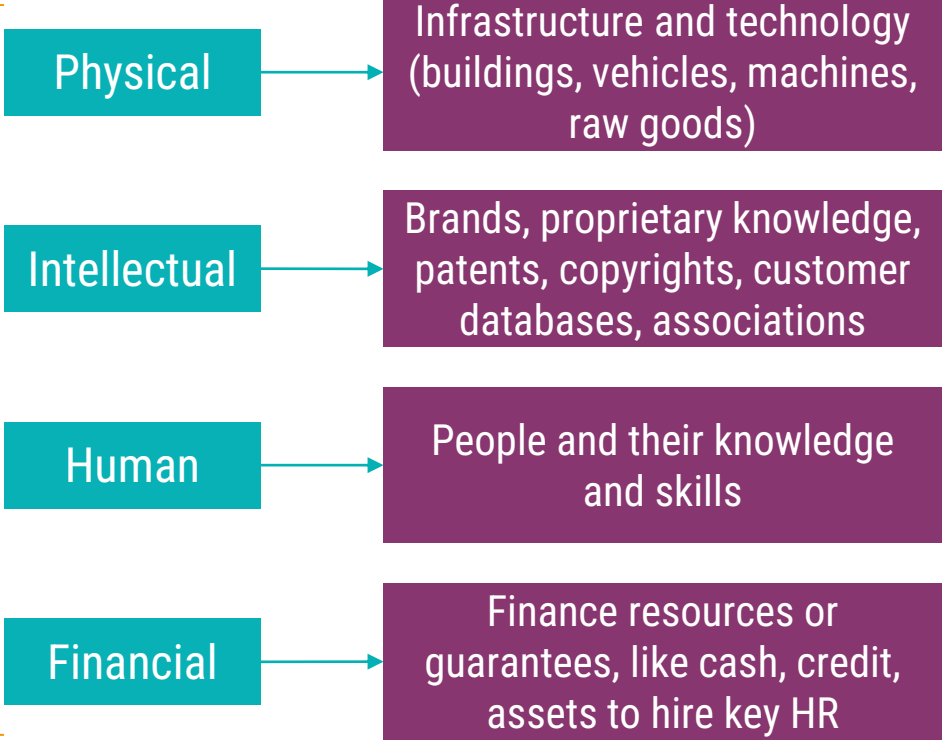 Physical
Infrastructure and technology
(buildings, vehicles, machines,
raw goods)
Intellectual
Brands, proprietary knowledge,
patents, copyrights, customer
databases, associations
Human
People and their knowledge
and skills
Financial
Finance resources or
guarantees, like cash, credit,
assets to hire key HR